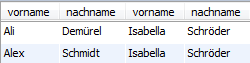 vorname nachname vorname nachname
Ali Demürel Isabella Schröder
Alex Schmidt Isabella Schröder